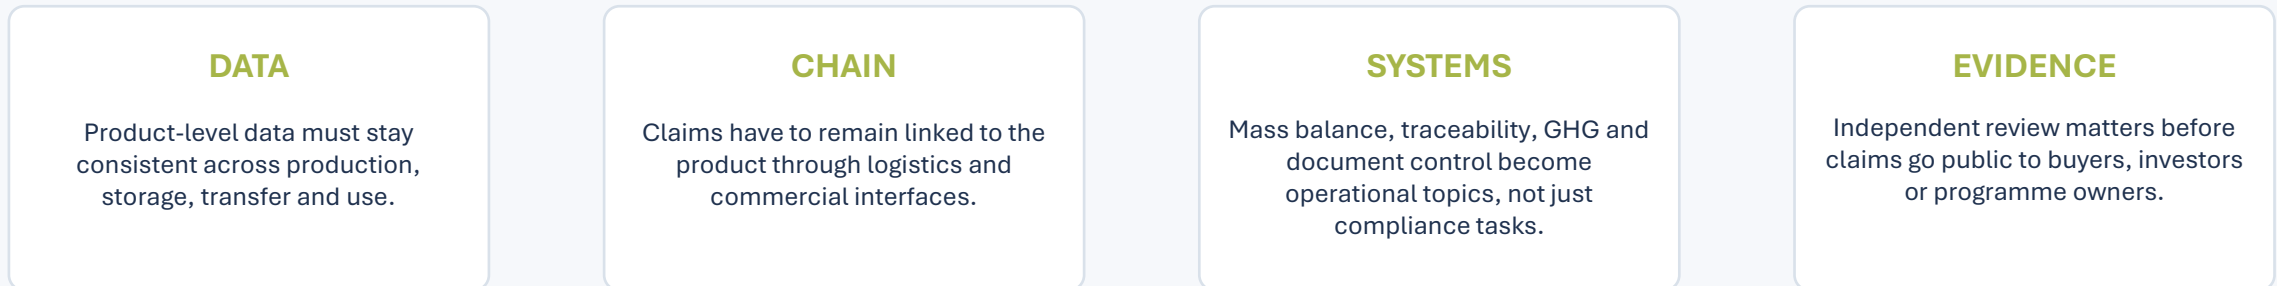 DATA
Product-level data must stay
consistent across production,
storage, transfer and use.
CHAIN
Claims have to remain linked to the
product through logistics and
commercial interfaces.
SYSTEMS
Mass balance, traceability, GHG and
document control become
operational topics, not just
compliance tasks.
EVIDENCE
Independent review matters before
claims go public to buyers, investors
or programme owners.